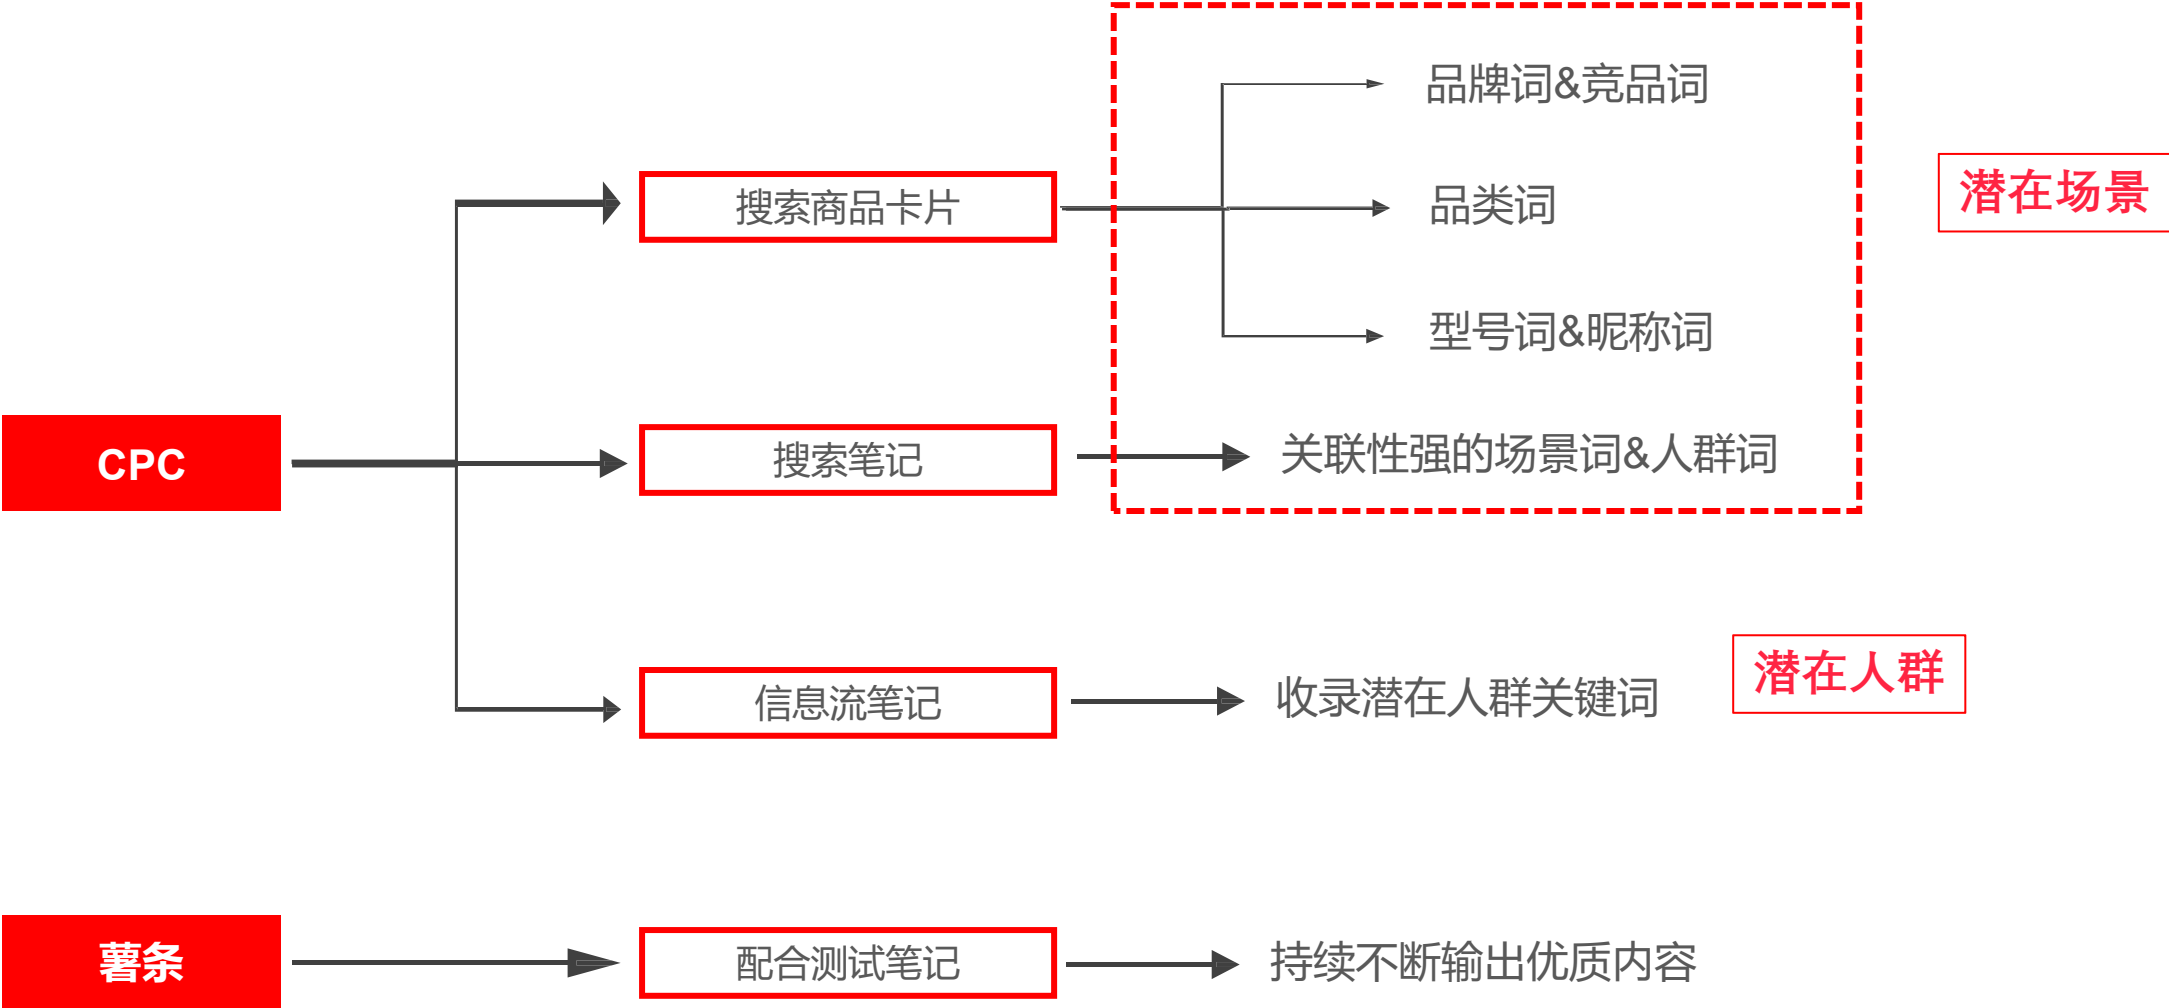 品牌词&竞品词
潜在场景
搜索商品卡片
品类词
型号词&昵称词
CPC
搜索笔记
关联性强的场景词&人群词
潜在人群
信息流笔记
收录潜在人群关键词
薯条
配合测试笔记
持续不断输出优质内容